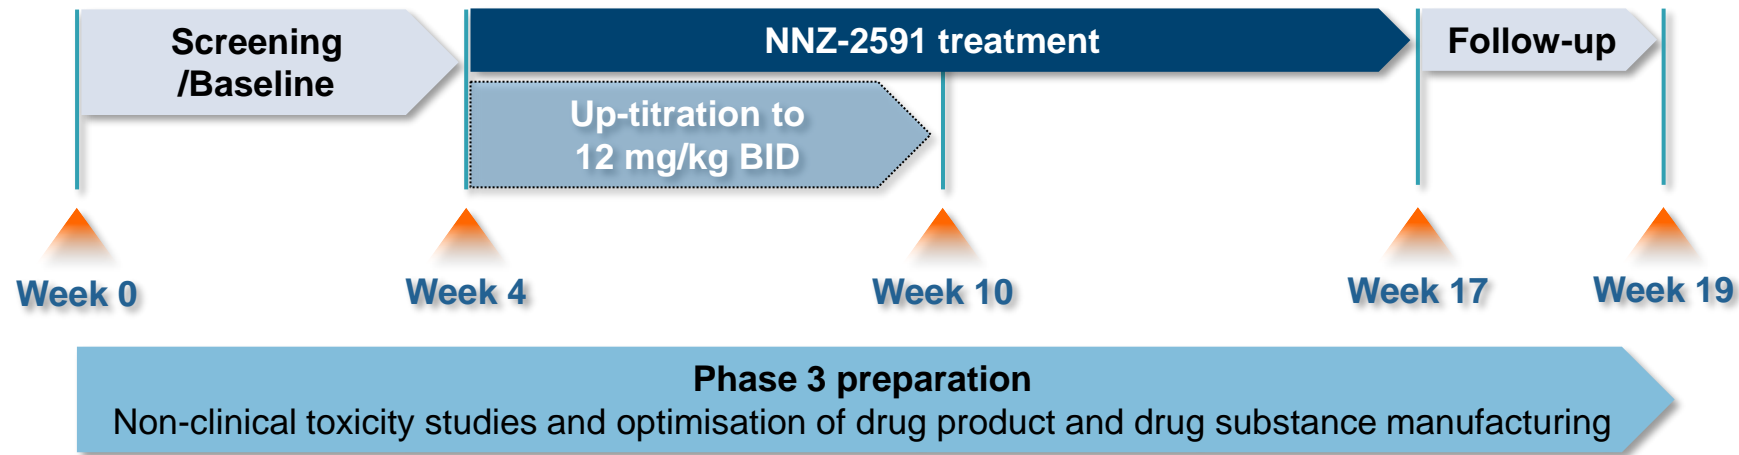 Screening
/Baseline
NNZ-2591 treatment
Follow-up
Up-titration to
12 mg/kg BID
Week 0
Week 4
Week 10
Week 17
Week 19
Phase 3 preparation
Non-clinical toxicity studies and optimisation of drug product and drug substance manufacturing